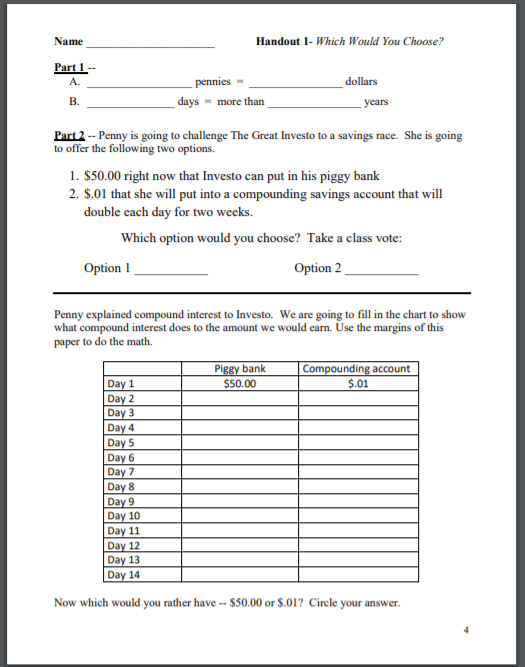 Name ____________________ Handout 1- Which Would You Choose?
Part 1 --
A. __________________ pennies = ________________ dollars
B. ________________ days = more than ________________ years
Part 2 -- Penny is going to challenge The Great Investo to a savings race. She is going
to offer the following two options.
1. $50.00 right now that Investo can put in his piggy bank
2. $.01 that she will put into a compounding savings account that will
double each day for two weeks.
Which option would you choose? Take a class vote:
Option 1 ___________ Option 2 ___________
Penny explained compound interest to Investo. We are going to fill in the chart to show
what compound interest does to the amount we would earn. Use the margins of this
paper to do the math.
Piggy bank Compounding account
Day 1 $50.00 $.01
Day 2
Day 3
Day 4
Day 5
Day 6
Day 7
Day 8
Day 9
Day 10
Day 11
Day 12
Day 13
Day 14
Now which would you rather have -- $50.00 or $.01? Circle your answer.
4